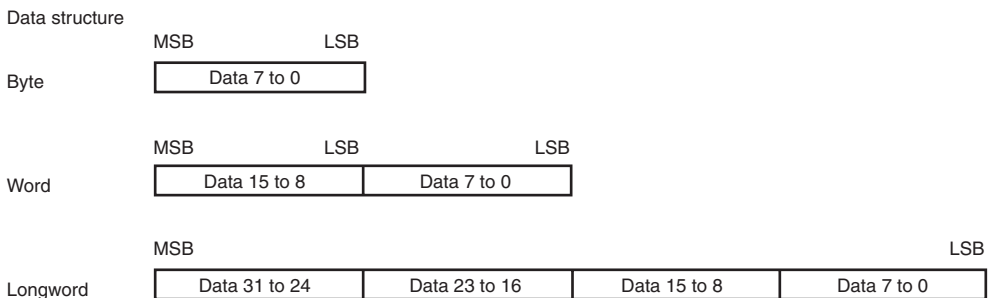 Data structure
MSB LSB
Byte Data 7 to 0
MSB LSB LSB
Word Data 15 to 8 Data 7 to 0
MSB LSB
Longword Data 31 to 24 Data 23 to 16 Data 15 to 8 Data 7 to 0